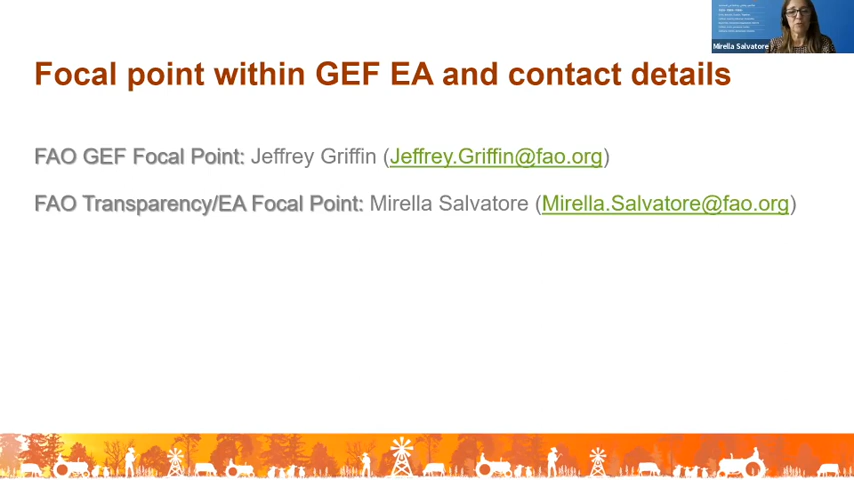 Mirella Salvatore
Focal point within GEF EA and contact details
FAO GEF Focal Point: Jeffrey Griffin (Jeffrey.Griffin@fao.org)
FAO Transparency/EA Focal Point: Mirella Salvatore (Mirella.Salvatore@fao.org)